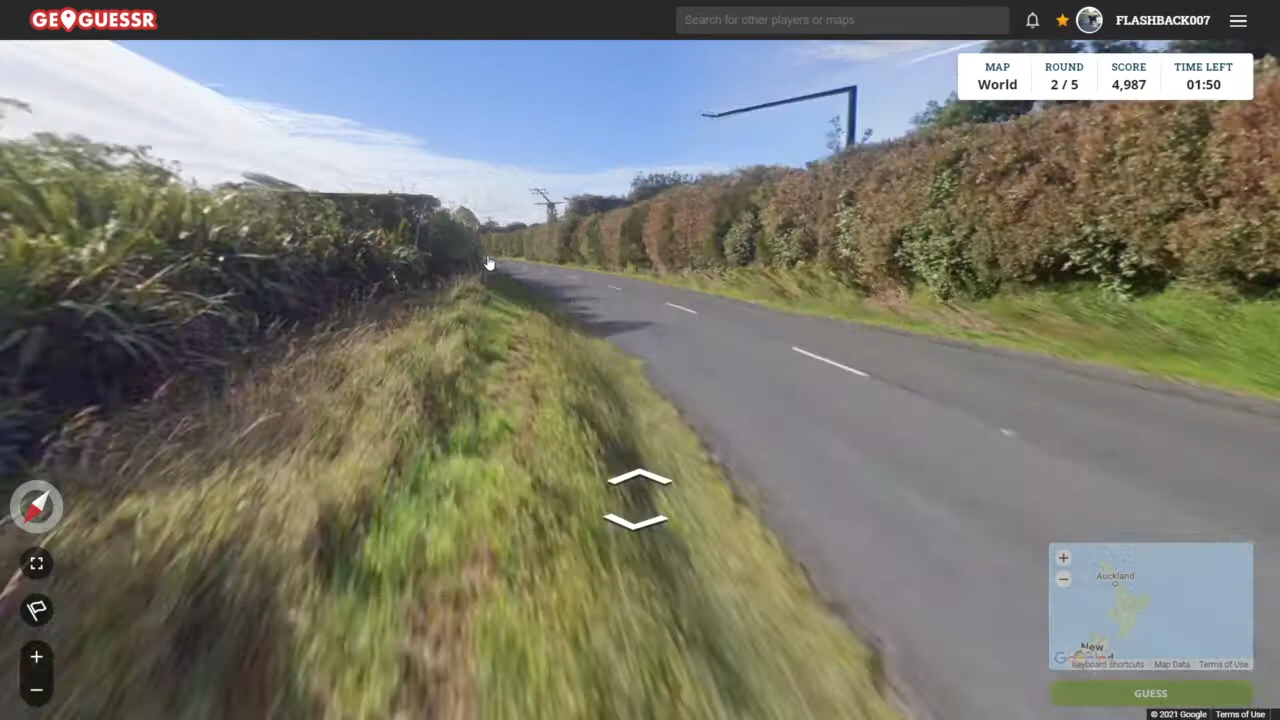 GEOGUESSR
Search for other players or maps
FLASHBACK007
MAP
World
ROUND
2 / 5
SCORE
4,987
TIME LEFT
01:50
+
−
Auckland
New
Keyboard shortcuts
Map Data
Terms of Use
GUESS
+
−
© 2021 Google
Terms of Use